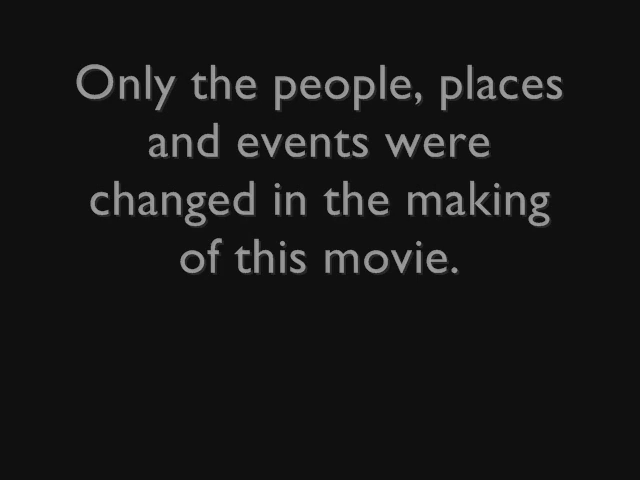 Only the people, places
and events were
changed in the making
of this movie.